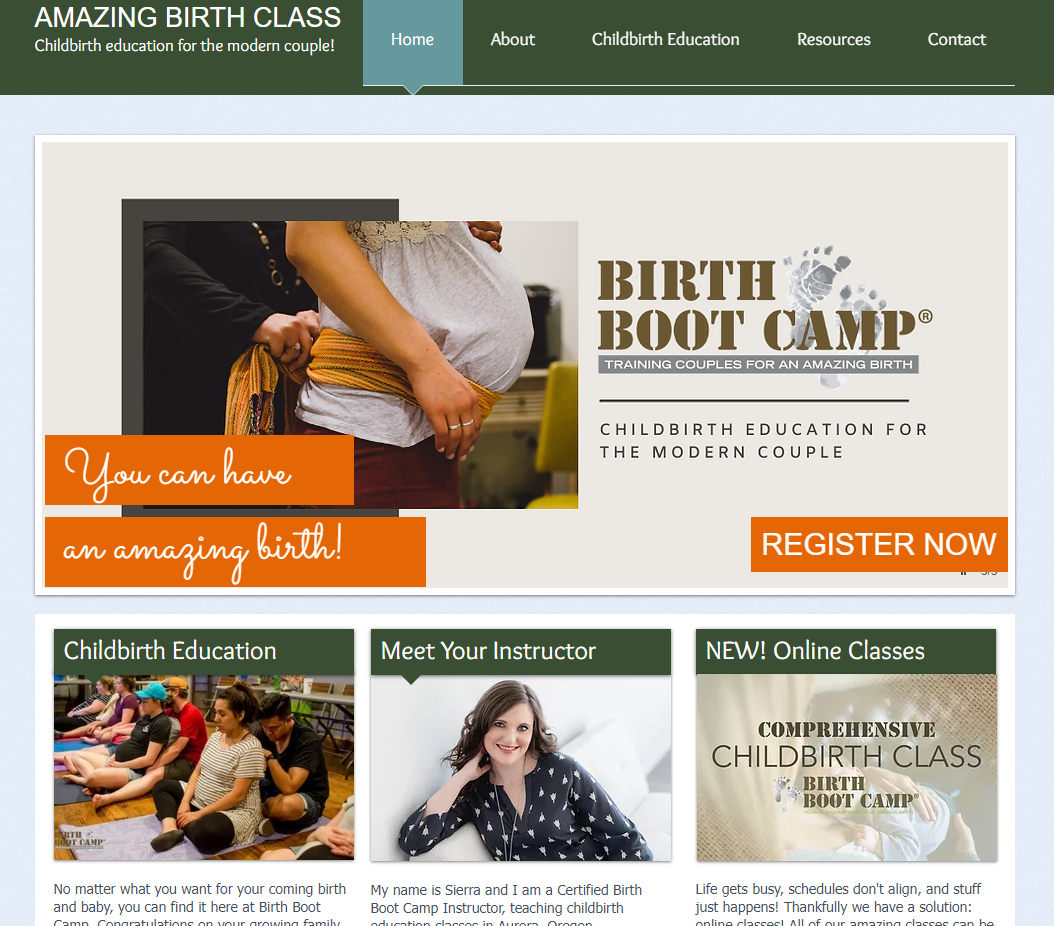 AMAZING BIRTH CLASS
Childbirth education for the modern couple!
Home
About
Childbirth Education
Resources
Contact
BIRTH
BOOT CAMP®
TRAINING COUPLES FOR AN AMAZING BIRTH
CHILDBIRTH EDUCATION FOR
THE MODERN COUPLE
You can have
an amazing birth!
REGISTER NOW
Childbirth Education
Meet Your Instructor
NEW! Online Classes
BIRTH
BOOT CAMP
COMPREHENSIVE
CHILDBIRTH CLASS
BIRTH
BOOT CAMP®
No matter what you want for your coming birth
and baby, you can find it here at Birth Boot
Camp. Congratulations on your growing family
My name is Sierra and I am a Certified Birth
Boot Camp Instructor, teaching childbirth
education classes in Aurora, Oregon.
Life gets busy, schedules don't align, and stuff
just happens! Thankfully we have a solution:
online classes! All of our amazing classes can be